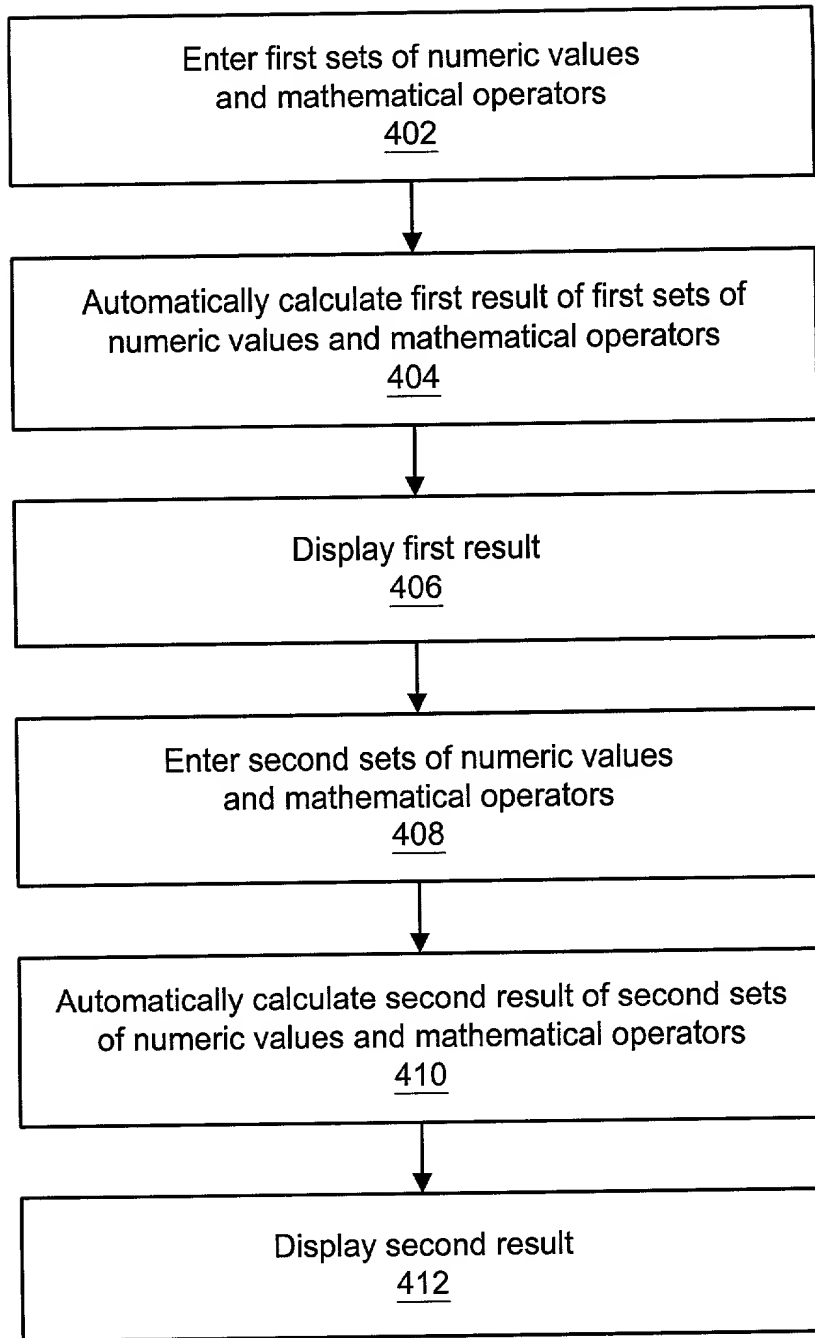 Enter first sets of numeric values
and mathematical operators
402
Automatically calculate first result of first sets of
numeric values and mathematical operators
404
Display first result
406
Enter second sets of numeric values
and mathematical operators
408
Automatically calculate second result of second sets
of numeric values and mathematical operators
410
Display second result
412